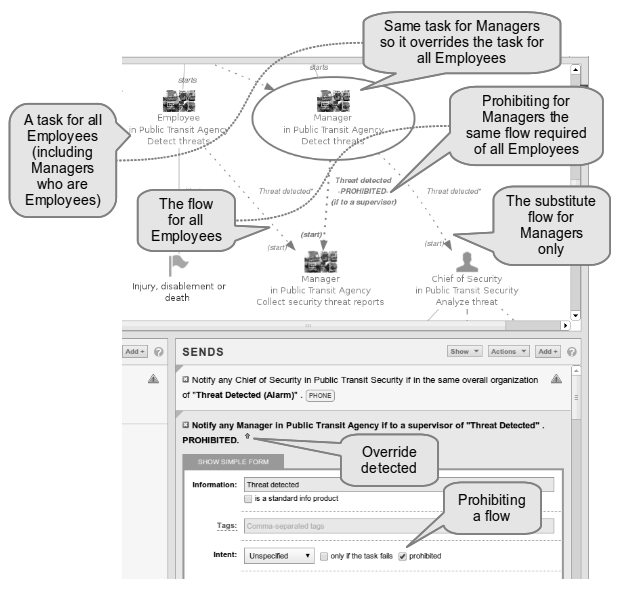 Same task for Managers
so it overrides the task for
all Employees
starts
starts
Employee
in Public Transit Agency
Detect threats
Manager
in Public Transit Agency
Detect threats
A task for all
Employees
(including
Managers
who are
Employees)
Prohibiting for
Managers the
same flow required
of all Employees
Threat detected*
Threat detected
-PROHIBITED-
(if to a supervisor)
Threat detected*
The flow
for all
Employees
The substitute
flow for
Managers
only
(start)
(start)
(start)
Injury, disablement or
death
Manager
in Public Transit Agency
Collect security threat reports
Chief of Security
in Public Transit Security
Analyze threat
Add +
?
SENDS
Show ▼
Actions ▼
Add +
?
Notify any Chief of Security in Public Transit Security if in the same overall organization
of "Threat Detected (Alarm)" . PHONE
Notify any Manager in Public Transit Agency if to a supervisor of "Threat Detected" .
PROHIBITED.
Override
detected
SHOW SIMPLE FORM
Information: Threat detected
is a standard info product
Prohibiting
a flow
Tags: Comma-separated tags
Intent: Unspecified ▼ only if the task fails prohibited